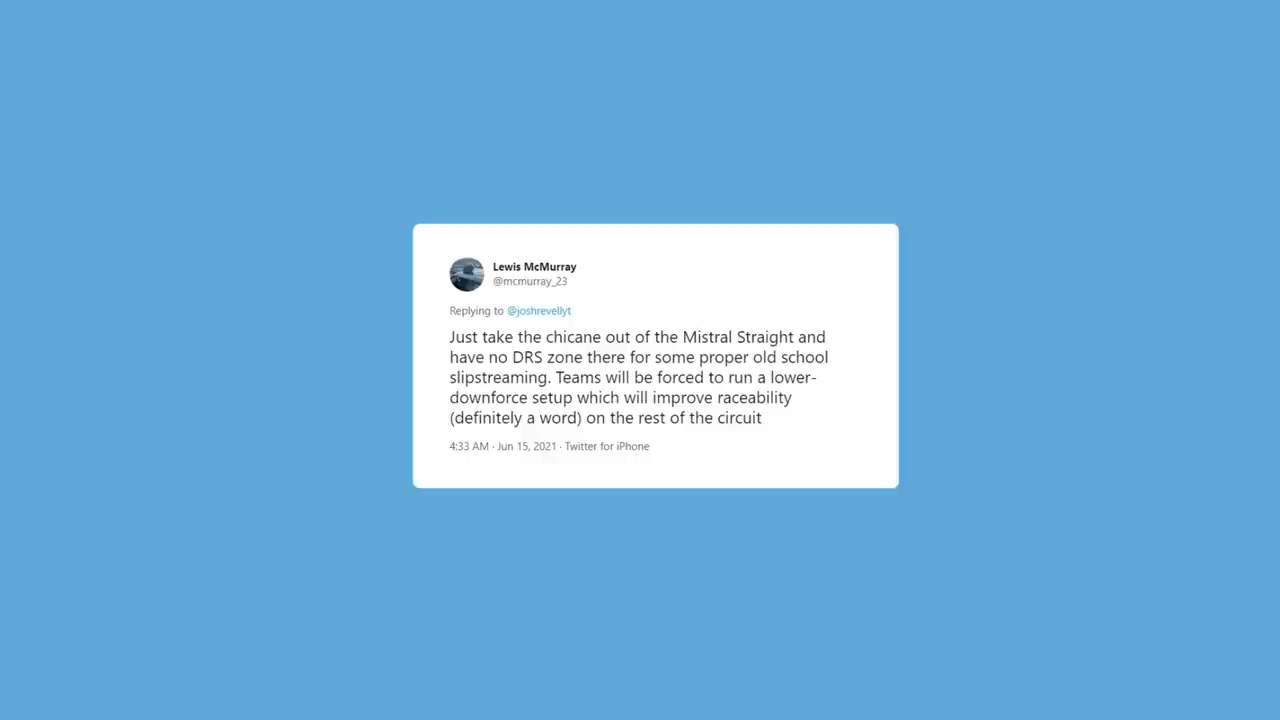 Lewis McMurray
@mcmurray_23
Replying to @joshrevellyt
Just take the chicane out of the Mistral Straight and
have no DRS zone there for some proper old school
slipstreaming. Teams will be forced to run a lower-
downforce setup which will improve raceability
(definitely a word) on the rest of the circuit
4:33 AM · Jun 15, 2021 · Twitter for iPhone